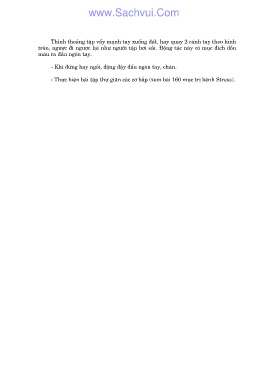 www.Sachvui.Com
Thỉnh thoảng tập vẩy mạnh tay xuống đất, hay quay 2 cánh tay theo hình
tròn, ngược đi ngược lại như người tập bơi sải. Động tác này có mục đích dồn
máu ra đầu ngón tay.
- Khi đứng hay ngồi, động đậy đầu ngón tay, chân.
- Thực hiện bài tập thư giãn các cơ bắp (xem bài 160 mục trị bệnh Stress).